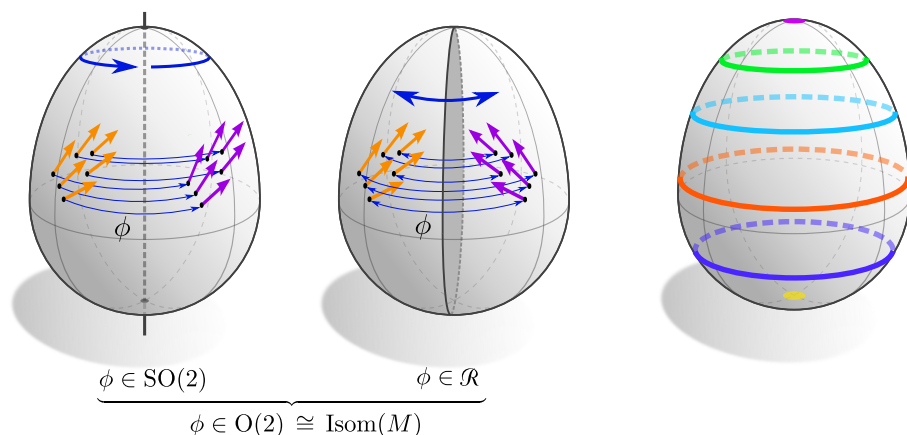 ϕ
ϕ
ϕ ∈ SO(2)
ϕ ∈ ℛ
ϕ ∈ O(2) ≅ Isom(M)